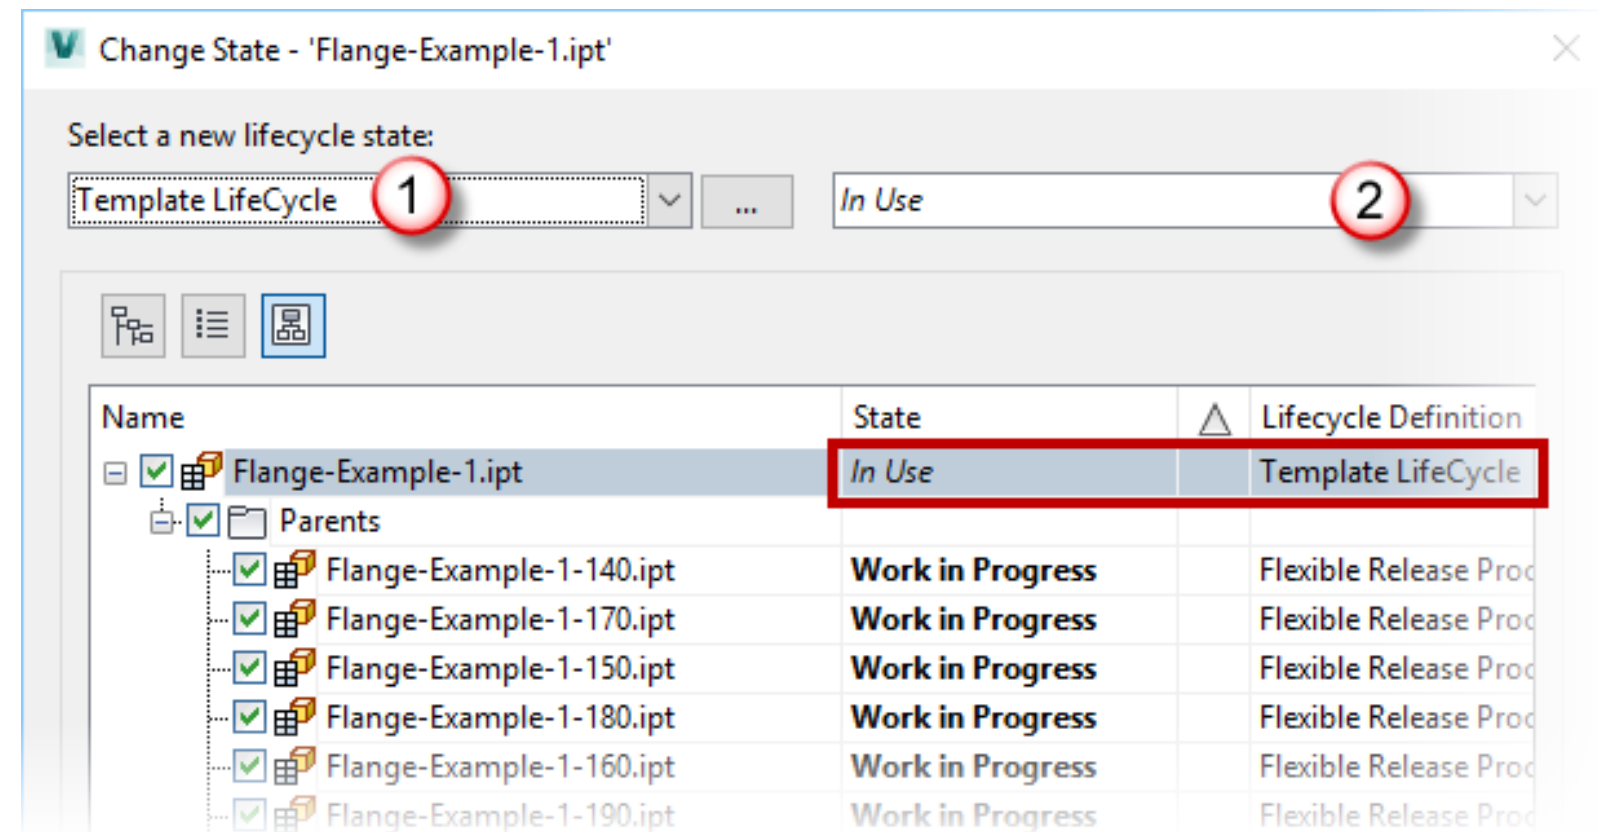 Change State - 'Flange-Example-1.ipt'
Select a new lifecycle state:
Template LifeCycle 1 ... In Use 2
Name State Lifecycle Definition
Flange-Example-1.ipt In Use Template LifeCycle
Parents
Flange-Example-1-140.ipt Work in Progress Flexible Release Proc
Flange-Example-1-170.ipt Work in Progress Flexible Release Proc
Flange-Example-1-150.ipt Work in Progress Flexible Release Proc
Flange-Example-1-180.ipt Work in Progress Flexible Release Proc
Flange-Example-1-160.ipt Work in Progress Flexible Release Proc
Flange-Example-1-190.ipt Work in Progress Flexible Release Proc